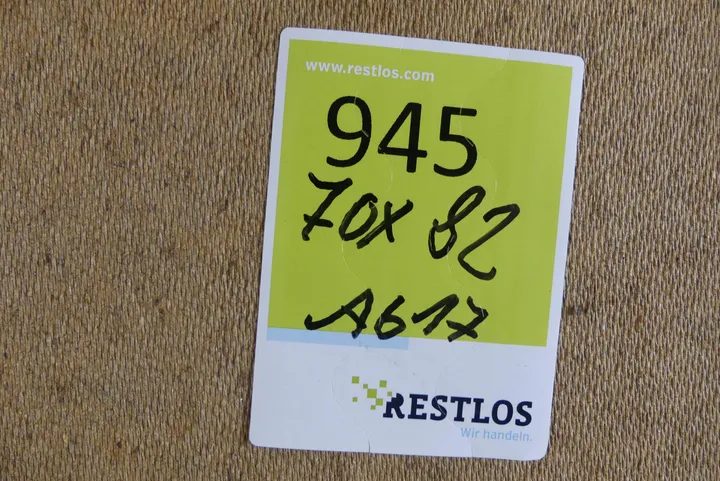 www.restlos.com
945
70X 82
A617
RESTLOS
Wir handeln.